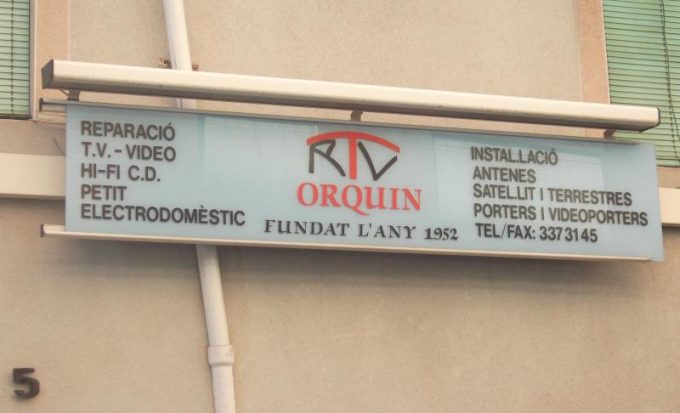 REPARACIÓ
T.V.-VIDEO
HI-FI C.D.
PETIT
ELECTRODOMÈSTIC
RTV
ORQUIN
FUNDAT L'ANY 1952
INSTAL.LACIÓ
ANTENES
SATEL.LIT I TERRESTRES
PORTERS I VIDEOPORTERS
TEL/FAX: 3373145
5